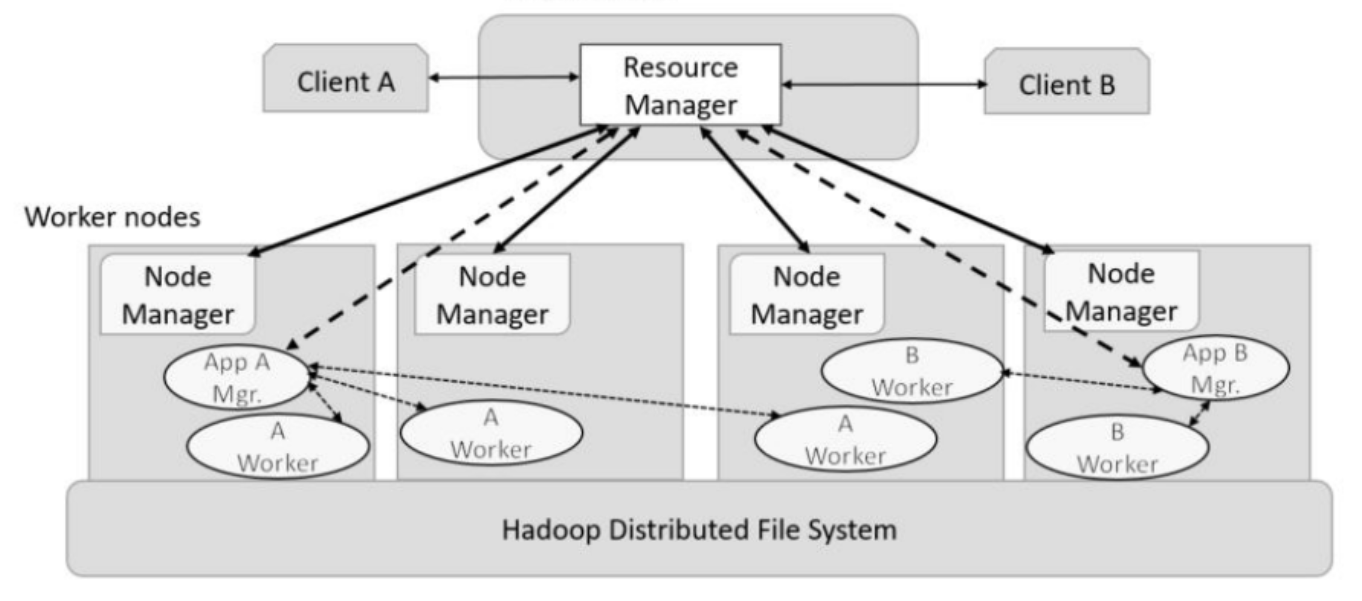 Client A
Resource
Manager
Client B
Worker nodes
Node
Manager
Node
Manager
Node
Manager
Node
Manager
App A
Mgr.
B
Worker
App B
Mgr.
A
Worker
A
Worker
A
Worker
B
Worker
Hadoop Distributed File System